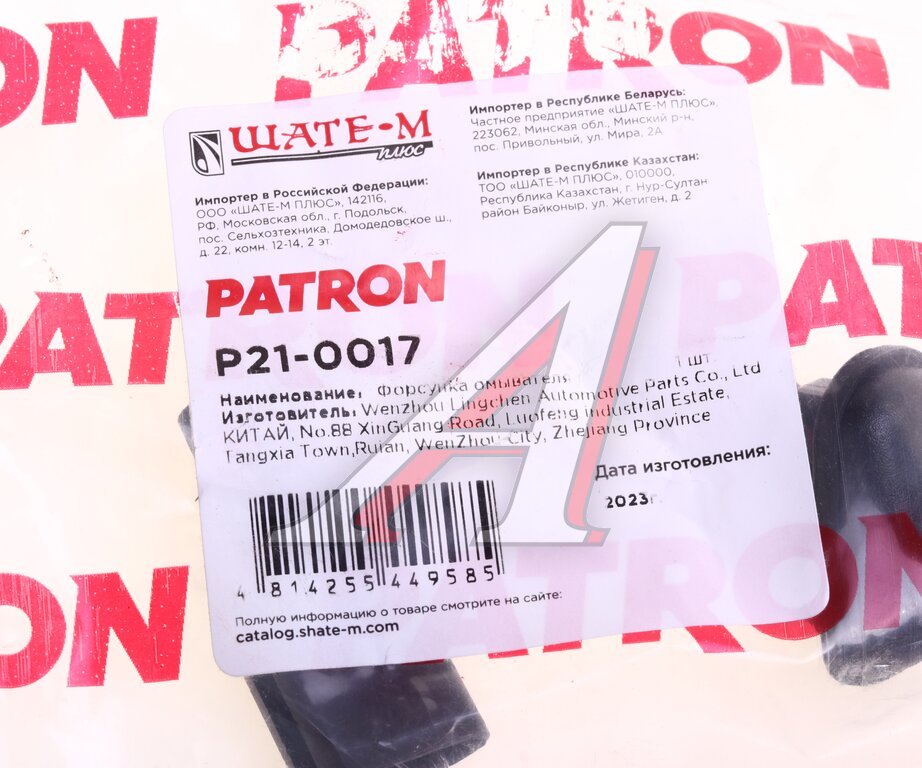 PATRON
ШАТЕ-М
ПЛЮС
Импортер в Российской Федерации:
ООО «ШАТЕ-М ПЛЮС», 142116,
РФ, Московская обл., г. Подольск,
пос. Сельхозтехника, Домодедовское ш.,
д. 22, комн. 12-14, 2 эт.
Импортер в Республике Беларусь:
Частное предприятие «ШАТЕ-М ПЛЮС»,
223062, Минская обл., Минский р-н,
пос. Привольный, ул. Мира, 2А
Импортер в Республике Казахстан:
ТОО «ШАТЕ-М ПЛЮС», 010000,
Республика Казахстан, г. Нур-Султан
район Байконыр, ул. Жетиген, д. 2
PATRON
P21-0017
Наименование: Форсунка омывателя 1 шт.
Изготовитель: Wenzhou Lingchen Automotive Parts Co., Ltd
КИТАЙ, No.88 XinGuang Road, Luofeng Industrial Estate,
Tangxia Town,Ruian, WenZhou City, Zhejiang Province
Дата изготовления:
2023г.
4 814255 449585
Полную информацию о товаре смотрите на сайте:
catalog.shate-m.com
PATRON